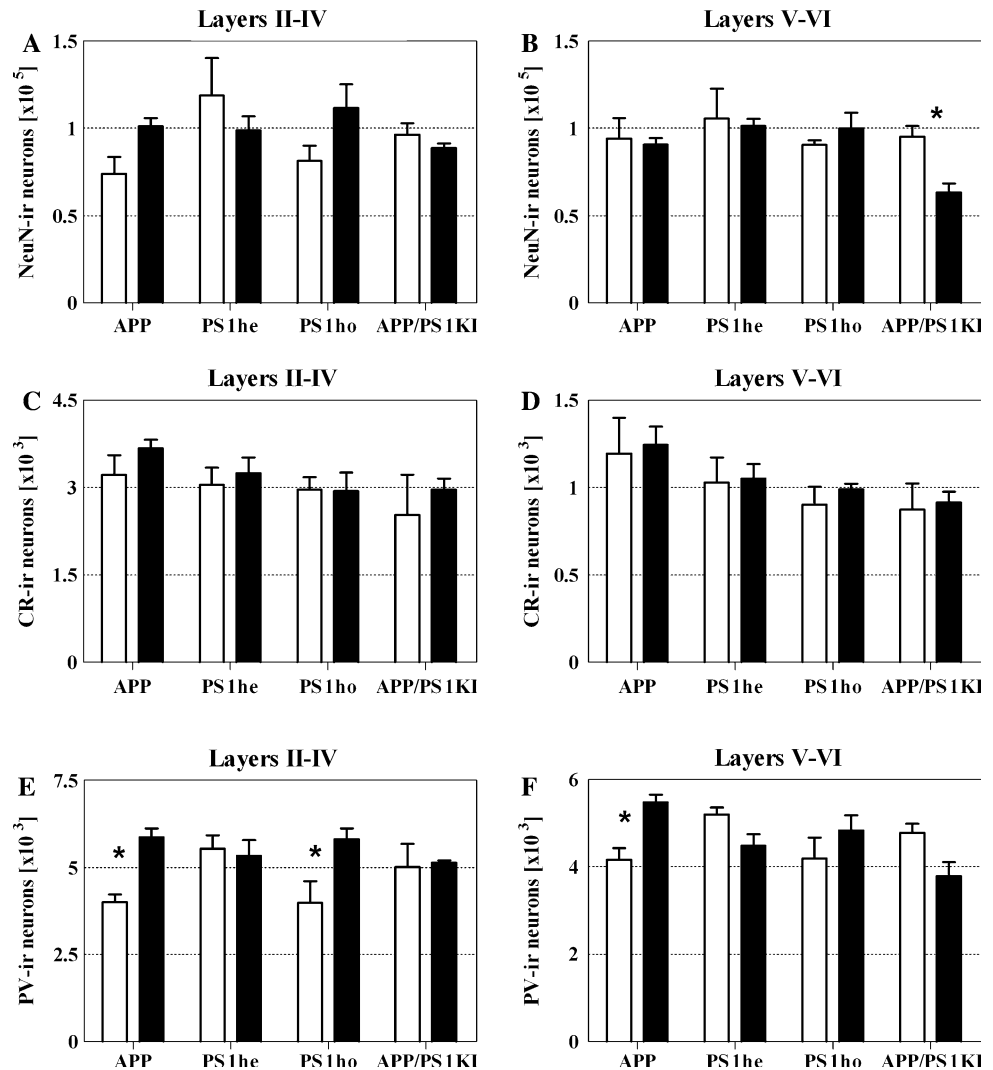 A Layers II-IV
NeuN-ir neurons [x10 5]
1.5
1
0.5
0
APP PS1he PS1ho APP/PS1KI
B Layers V-VI
NeuN-ir neurons [x10 5]
1.5
1
0.5
0
*
APP PS1he PS1ho APP/PS1KI
C Layers II-IV
CR-ir neurons [x10 3]
4.5
3
1.5
0
APP PS1he PS1ho APP/PS1KI
D Layers V-VI
CR-ir neurons [x10 3]
1.5
1
0.5
0
APP PS1he PS1ho APP/PS1KI
E Layers II-IV
PV-ir neurons [x10 3]
7.5
5
2.5
0
* *
APP PS1he PS1ho APP/PS1KI
F Layers V-VI
PV-ir neurons [x10 3]
6
4
2
0
*
APP PS1he PS1ho APP/PS1KI